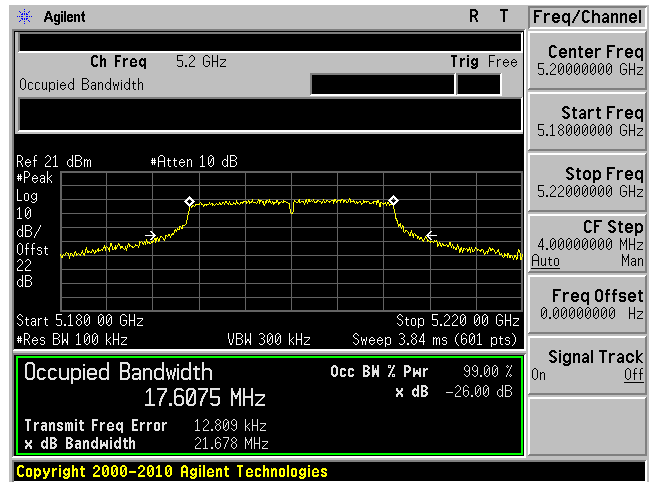 Agilent R T Freq/Channel
Ch Freq 5.2 GHz Trig Free
Occupied Bandwidth
Center Freq
5.20000000 GHz
Start Freq
5.18000000 GHz
Stop Freq
5.22000000 GHz
CF Step
4.00000000 MHz
Auto Man
Freq Offset
0.00000000 Hz
Signal Track
On Off
Ref 21 dBm #Atten 10 dB
#Peak
Log
10
dB/
Offst
22
dB
Start 5.180 00 GHz Stop 5.220 00 GHz
#Res BW 100 kHz VBW 300 kHz Sweep 3.84 ms (601 pts)
Occupied Bandwidth Occ BW % Pwr 99.00 %
17.6075 MHz x dB -26.00 dB
Transmit Freq Error 12.809 kHz
x dB Bandwidth 21.678 MHz
Copyright 2000-2010 Agilent Technologies